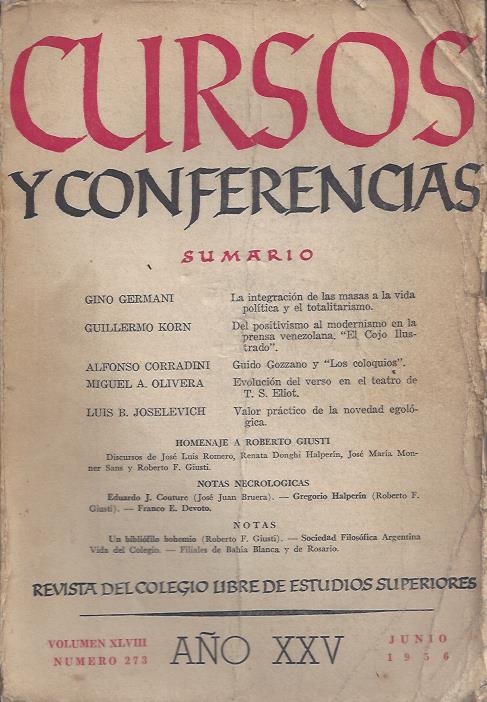 CURSOS
Y CONFERENCIAS
SUMARIO
GINO GERMANI La integración de las masas a la vida
política y el totalitarismo.
GUILLERMO KORN Del positivismo al modernismo en la
prensa venezolana. "El Cojo Ilus-
trado".
ALFONSO CORRADINI Guido Gozzano y "Los coloquios".
MIGUEL A. OLIVERA Evolución del verso en el teatro de
T. S. Eliot.
LUIS B. JOSELEVICH Valor práctico de la novedad egoló-
gica.
HOMENAJE A ROBERTO GIUSTI
Discursos de José Luis Romero, Renata Donghi Halperín, José María Mon-
ner Sans y Roberto F. Giusti.
NOTAS NECROLOGICAS
Eduardo J. Couture (José Juan Bruera). — Gregorio Halperín (Roberto F.
Giusti). — Franco E. Devoto.
NOTAS
Un bibliófilo bohemio (Roberto F. Giusti). — Sociedad Filosófica Argentina
Vida del Colegio. — Filiales de Bahía Blanca y de Rosario.
REVISTA DEL COLEGIO LIBRE DE ESTUDIOS SUPERIORES
VOLUMEN XLVIII
NUMERO 273
AÑO XXV
JUNIO
1956